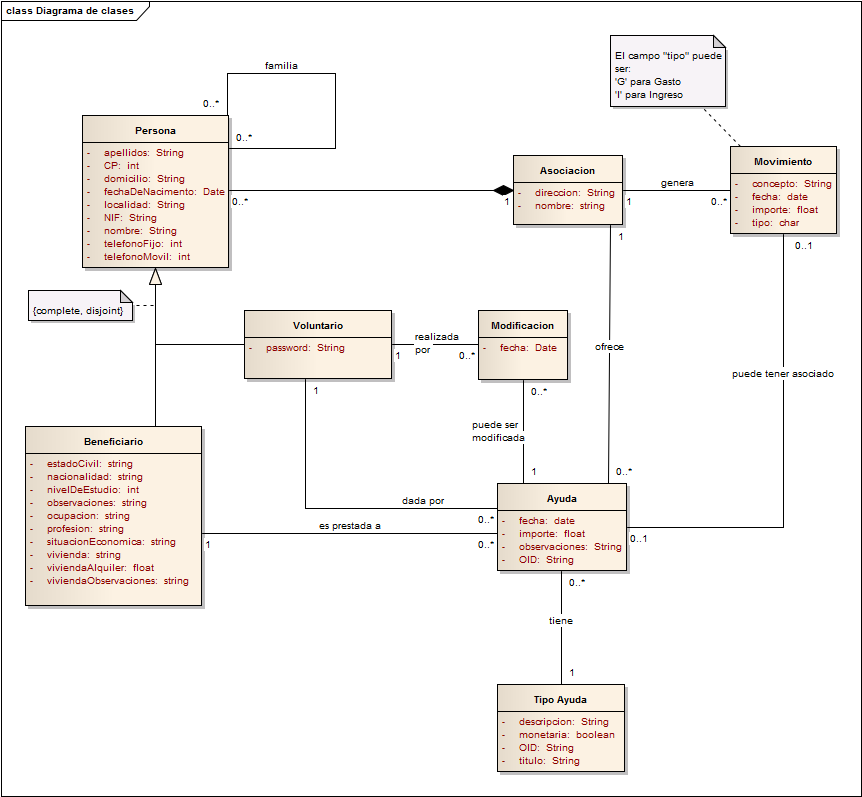 class Diagrama de clases
familia
0..*
0..*
Persona
- apellidos: String
- CP: int
- domicilio: String
- fechaDeNacimento: Date
- localidad: String
- NIF: String
- nombre: String
- telefonoFijo: int
- telefonoMovil: int
0..*
1
Asociacion
- direccion: String
- nombre: string
1
genera
0..*
El campo "tipo" puede
ser:
'G' para Gasto
'I' para Ingreso
Movimiento
- concepto: String
- fecha: date
- importe: float
- tipo: char
0..1
1
{complete, disjoint}
Voluntario
- password: String
1
realizada
por
0..*
Modificacion
- fecha: Date
0..*
ofrece
puede tener asociado
1
puede ser
modificada
1
0..*
Beneficiario
- estadoCivil: string
- nacionalidad: string
- nivelDeEstudio: int
- observaciones: string
- ocupacion: string
- profesion: string
- situacionEconomica: string
- vivienda: string
- viviendaAlquiler: float
- viviendaObservaciones: string
dada por
0..*
es prestada a
1
0..*
Ayuda
- fecha: date
- importe: float
- observaciones: String
- OID: String
0..1
0..*
tiene
1
Tipo Ayuda
- descripcion: String
- monetaria: boolean
- OID: String
- titulo: String